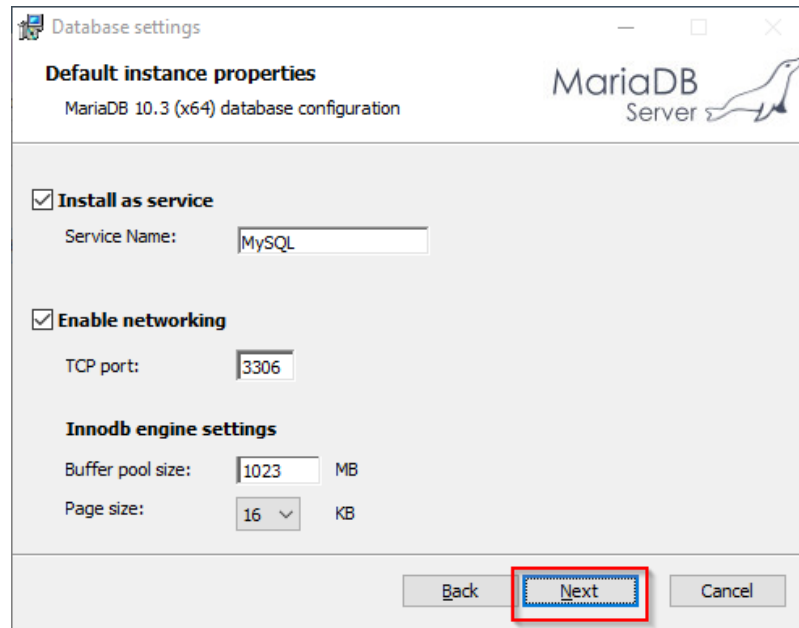 Database settings
Default instance properties
MariaDB 10.3 (x64) database configuration
MariaDB
Server
Install as service
Service Name: MySQL
Enable networking
TCP port: 3306
Innodb engine settings
Buffer pool size: 1023 MB
Page size: 16 KB
Back Next Cancel